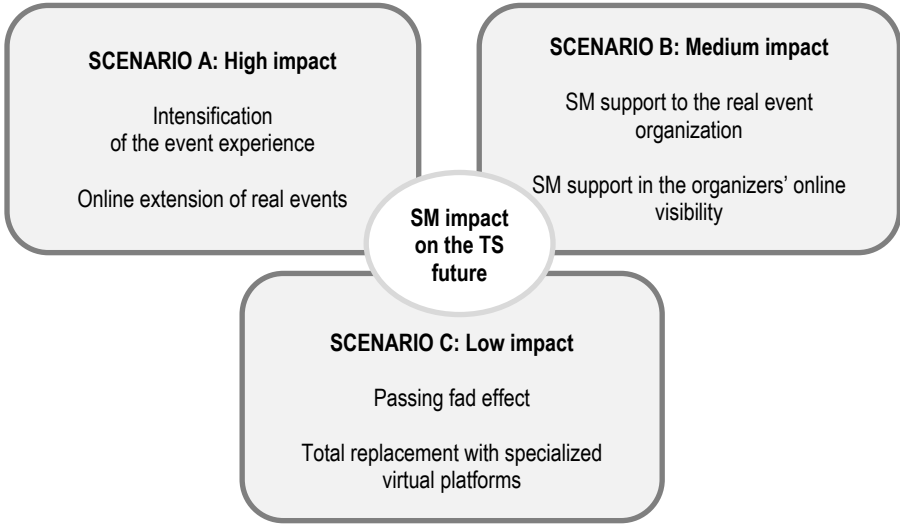 SCENARIO A: High impact
Intensification
of the event experience
Online extension of real events
SCENARIO B: Medium impact
SM support to the real event
organization
SM support in the organizers’ online
visibility
SM impact
on the TS
future
SCENARIO C: Low impact
Passing fad effect
Total replacement with specialized
virtual platforms